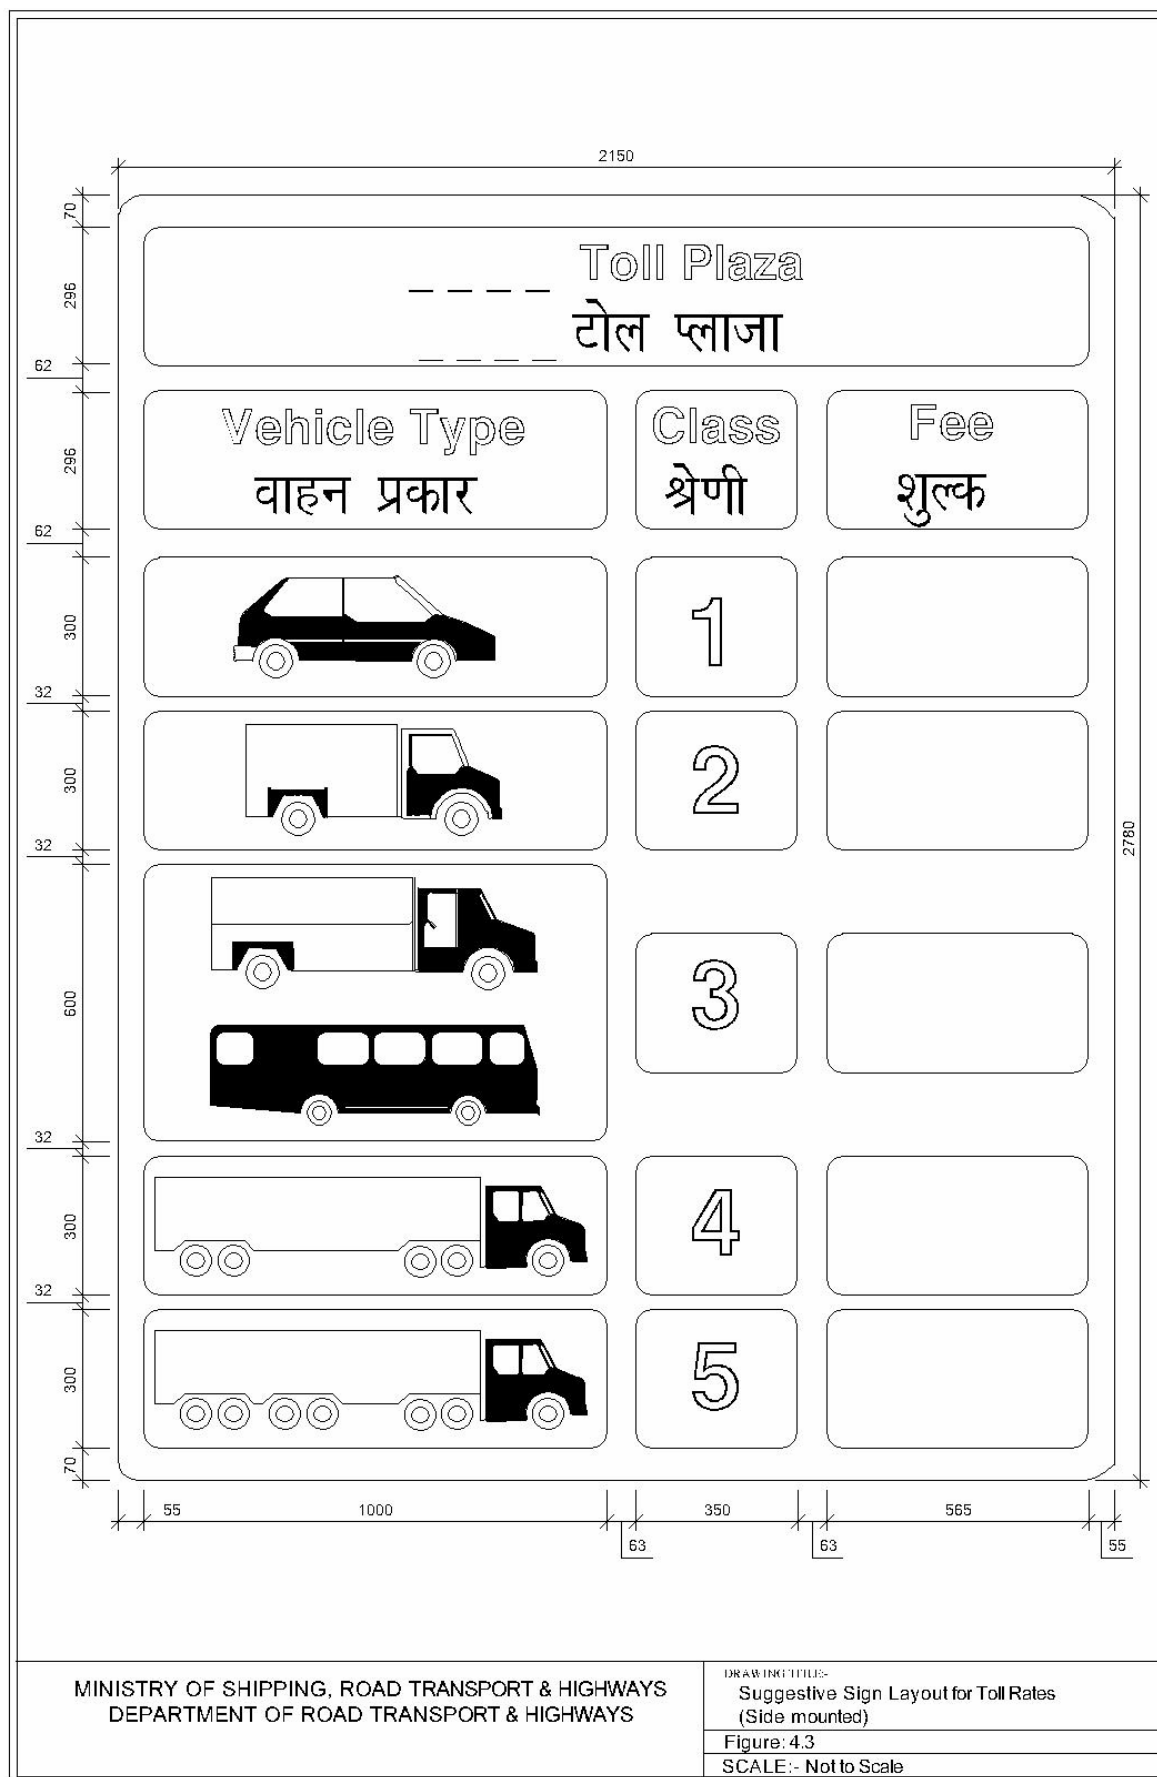 2150
70
Toll Plaza
296
टोल प्लाजा
62
Vehicle Type Class Fee
296
वाहन प्रकार श्रेणी शुल्क
62
300
1
32
300
2
2780
32
600
3
32
300
4
32
300
5
70
55 1000 350 565
63 63 55
MINISTRY OF SHIPPING, ROAD TRANSPORT & HIGHWAYS
DEPARTMENT OF ROAD TRANSPORT & HIGHWAYS
DRAWING TITLE:-
Suggestive Sign Layout for Toll Rates
(Side mounted)
Figure: 4.3
SCALE:- Not to Scale